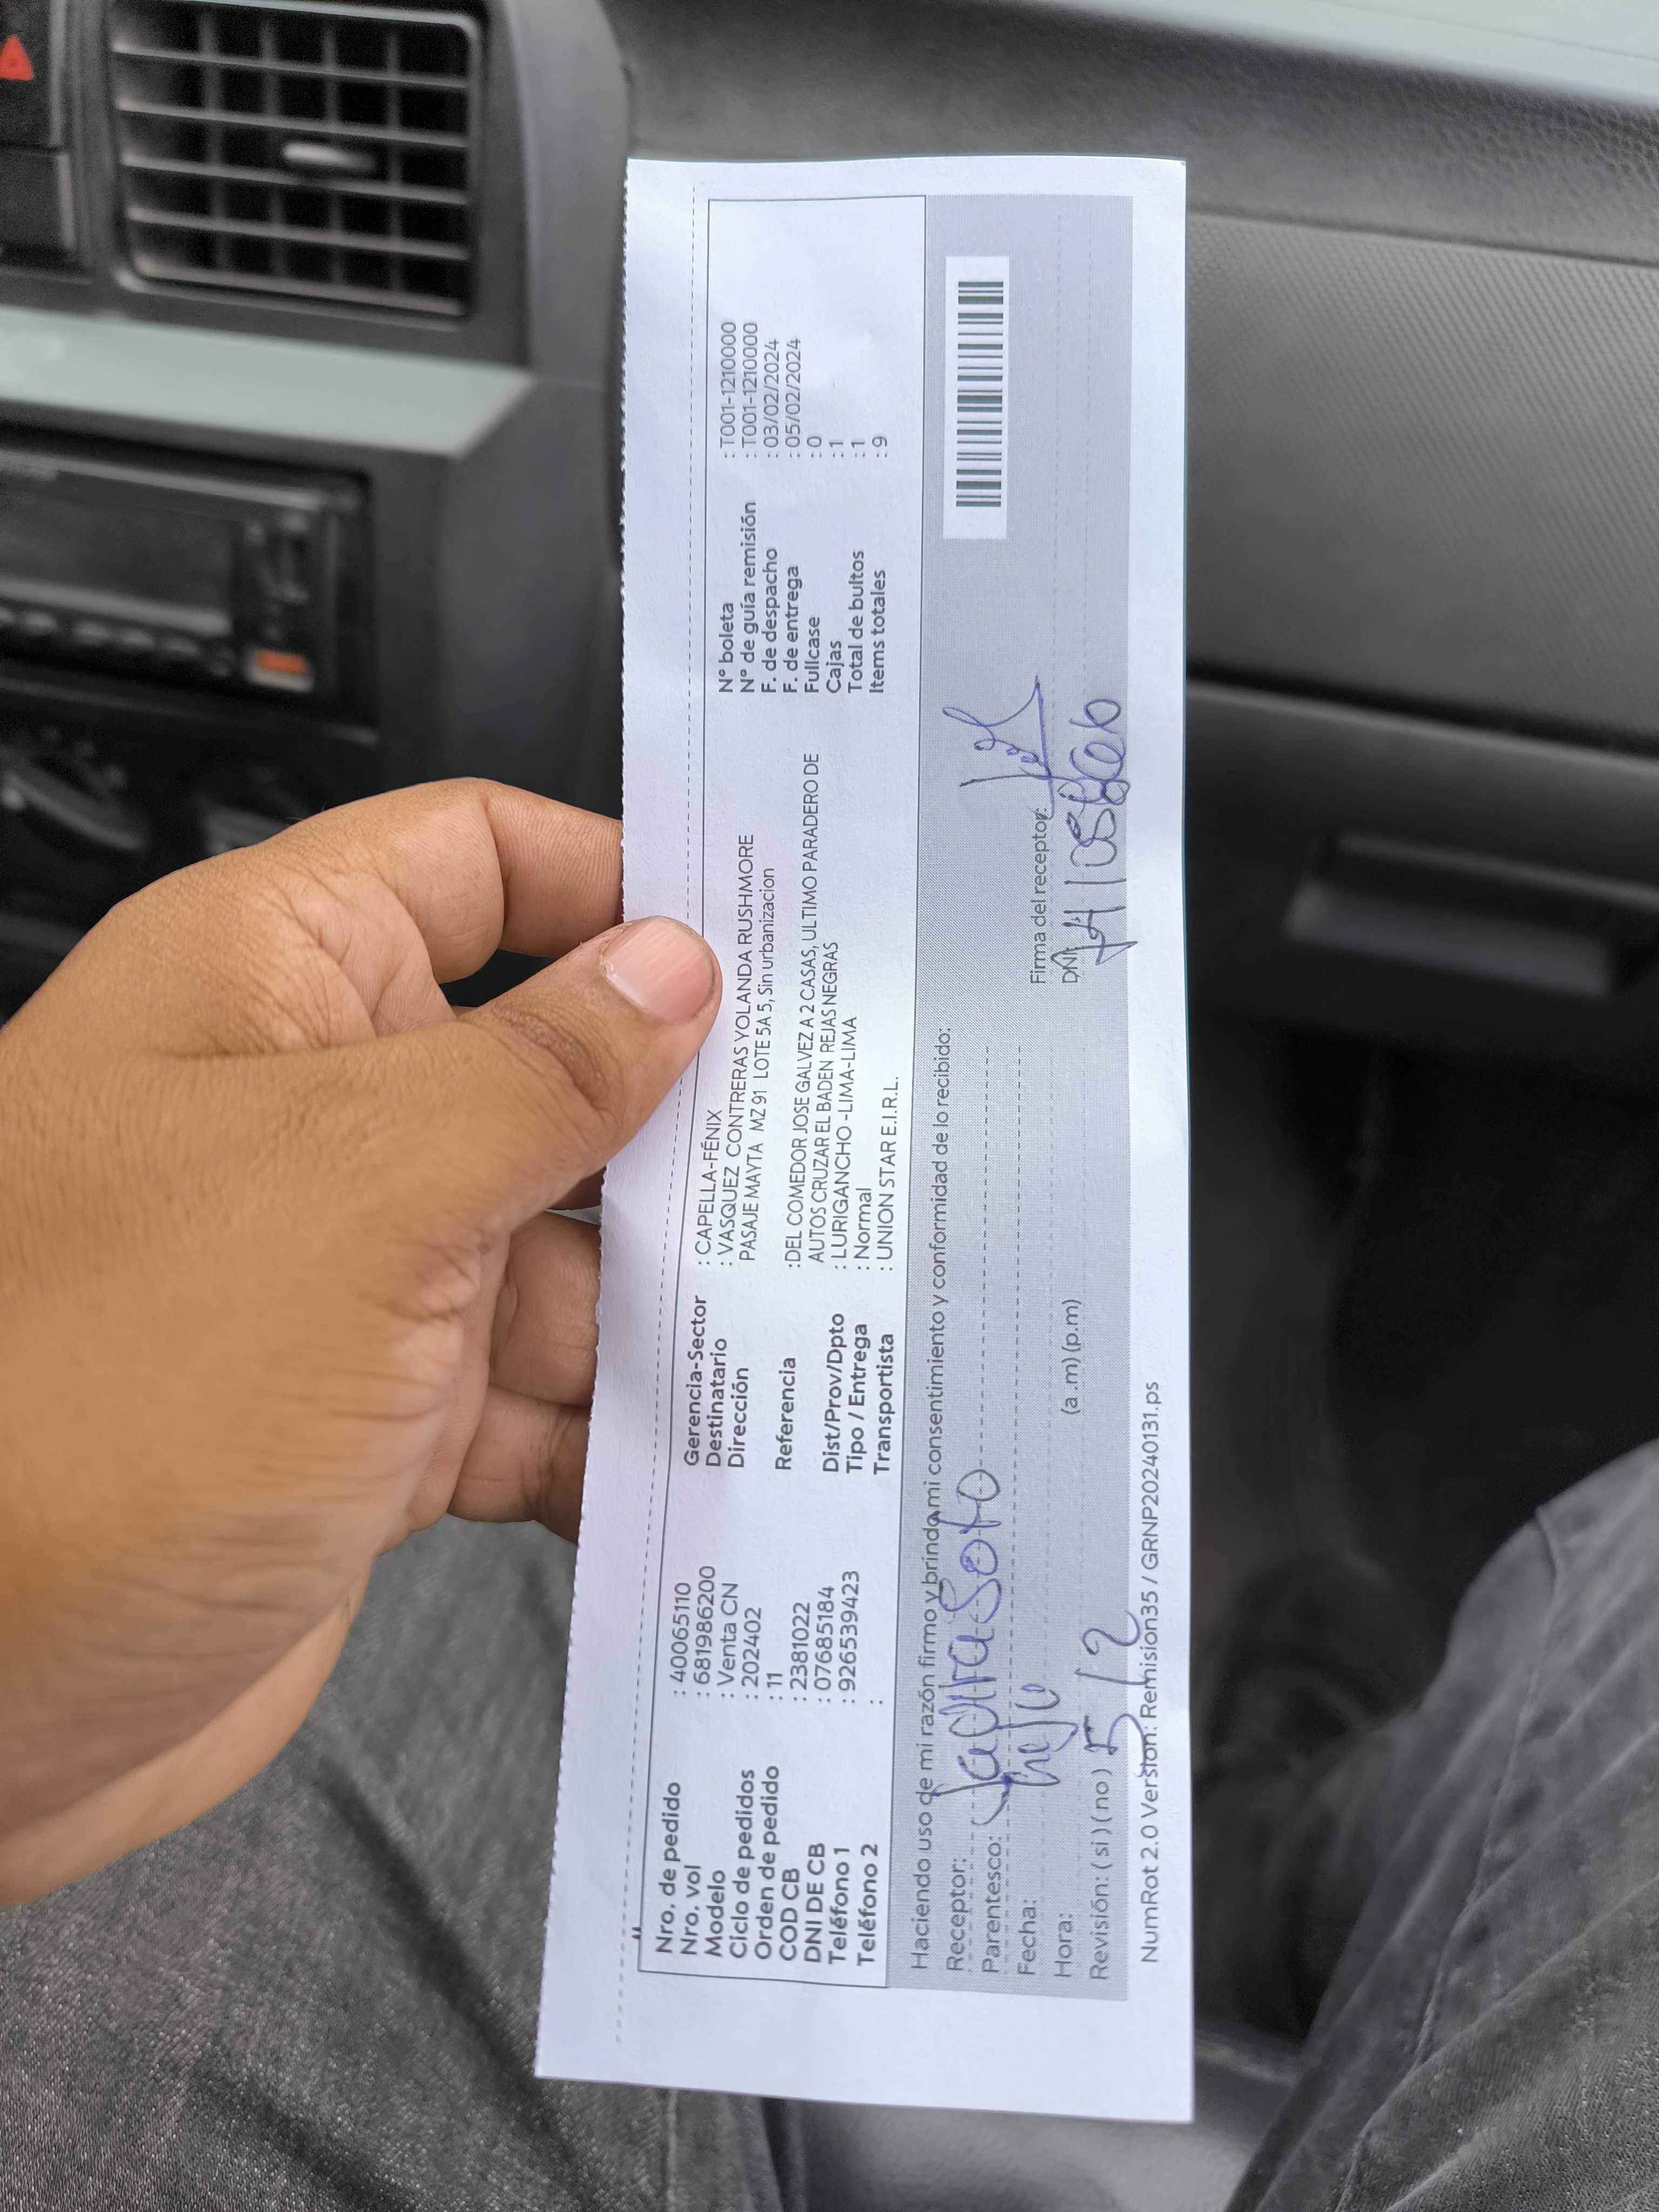 Nro. de pedido : 40065110
Nro. vol : 681986200
Modelo : Venta CN
Ciclo de pedidos : 202402
Orden de pedido : 11
COD CB : 2381022
DNI DE CB : 07685184
Teléfono 1 : 926539423
Teléfono 2 :
Gerencia-Sector : CAPELLA-FÉNIX
Destinatario : VASQUEZ CONTRERAS YOLANDA RUSHMORE
Dirección PASAJE MAYTA MZ 91 LOTE 5A 5, Sin urbanizacion
Referencia :DEL COMEDOR JOSE GALVEZ A 2 CASAS, ULTIMO PARADERO DE
AUTOS CRUZAR EL BADEN REJAS NEGRAS
Dist/Prov/Dpto : LURIGANCHO -LIMA-LIMA
Tipo / Entrega : Normal
Transportista : UNION STAR E.I.R.L.
N° boleta : T001-1210000
N° de guía remisión : T001-1210000
F. de despacho : 03/02/2024
F. de entrega : 05/02/2024
Fullcase : 0
Cajas : 1
Total de bultos : 1
Items totales : 9
Haciendo uso de mi razón firmo y brindo mi consentimiento y conformidad de lo recibido:
Receptor: Soto
Parentesco:
Fecha:
Hora: (a.m) (p.m)
Revisión: ( si ) ( no ) 5/2
Firma del receptor:
DNI:
NumRot 2.0 Version: Remision35 / GRNP20240131.ps